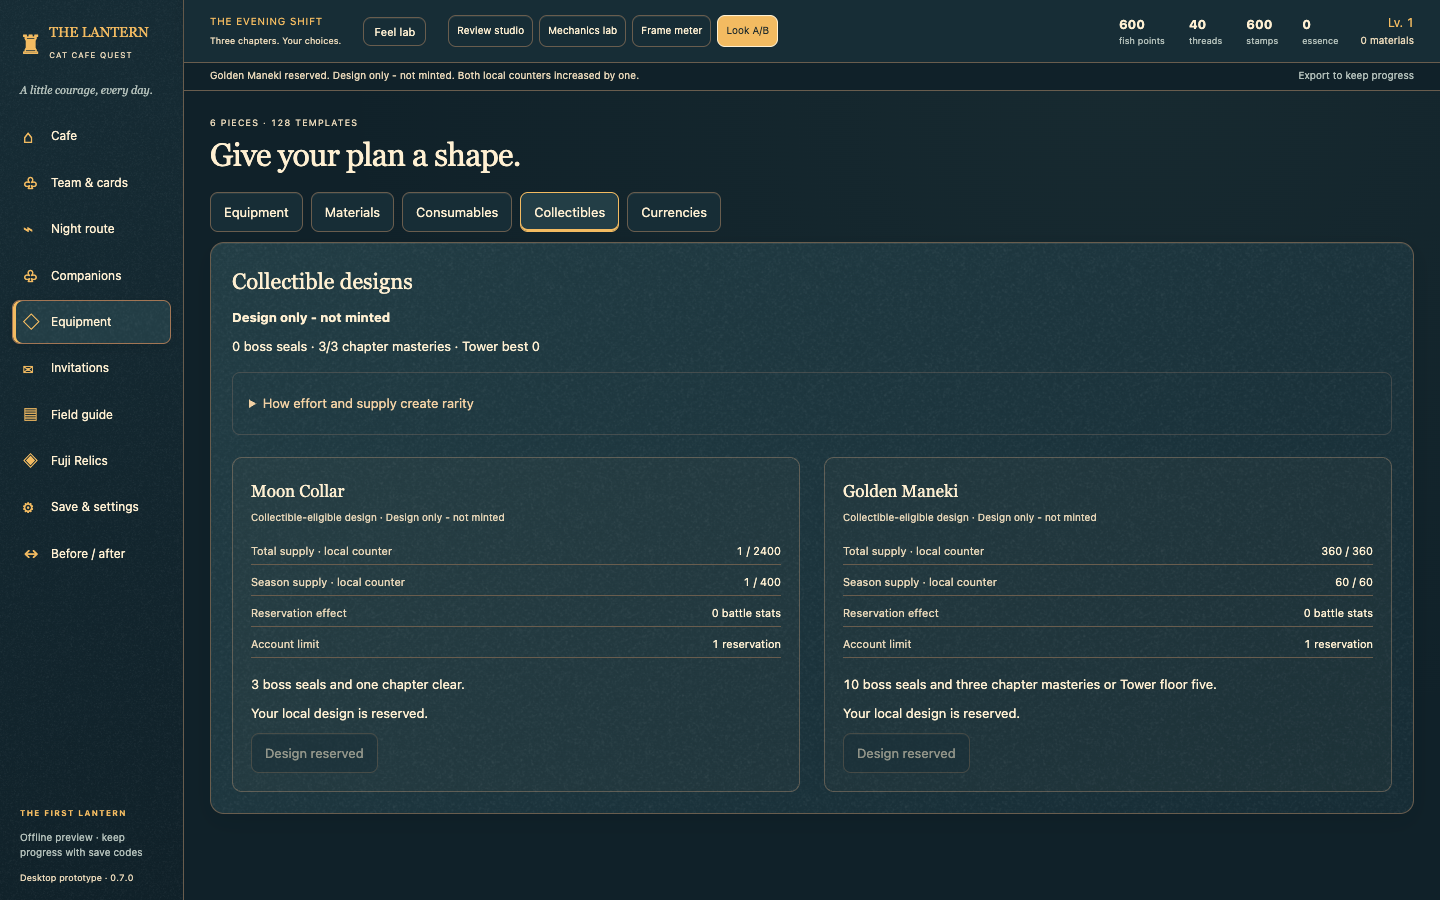 THE LANTERN
CAT CAFE QUEST
A little courage, every day.
Cafe
Team & cards
Night route
Companions
Equipment
Invitations
Field guide
Fuji Relics
Save & settings
Before / after
THE FIRST LANTERN
Offline preview · keep
progress with save codes
Desktop prototype · 0.7.0
THE EVENING SHIFT
Three chapters. Your choices.
Feel lab
Review studio
Mechanics lab
Frame meter
Look A/B
600
fish points
40
threads
600
stamps
0
essence
Lv. 1
0 materials
Golden Maneki reserved. Design only - not minted. Both local counters increased by one.
Export to keep progress
6 PIECES · 128 TEMPLATES
Give your plan a shape.
Equipment
Materials
Consumables
Collectibles
Currencies
Collectible designs
Design only - not minted
0 boss seals · 3/3 chapter masteries · Tower best 0
How effort and supply create rarity
Moon Collar
Collectible-eligible design · Design only - not minted
Total supply · local counter 1 / 2400
Season supply · local counter 1 / 400
Reservation effect 0 battle stats
Account limit 1 reservation
3 boss seals and one chapter clear.
Your local design is reserved.
Design reserved
Golden Maneki
Collectible-eligible design · Design only - not minted
Total supply · local counter 360 / 360
Season supply · local counter 60 / 60
Reservation effect 0 battle stats
Account limit 1 reservation
10 boss seals and three chapter masteries or Tower floor five.
Your local design is reserved.
Design reserved